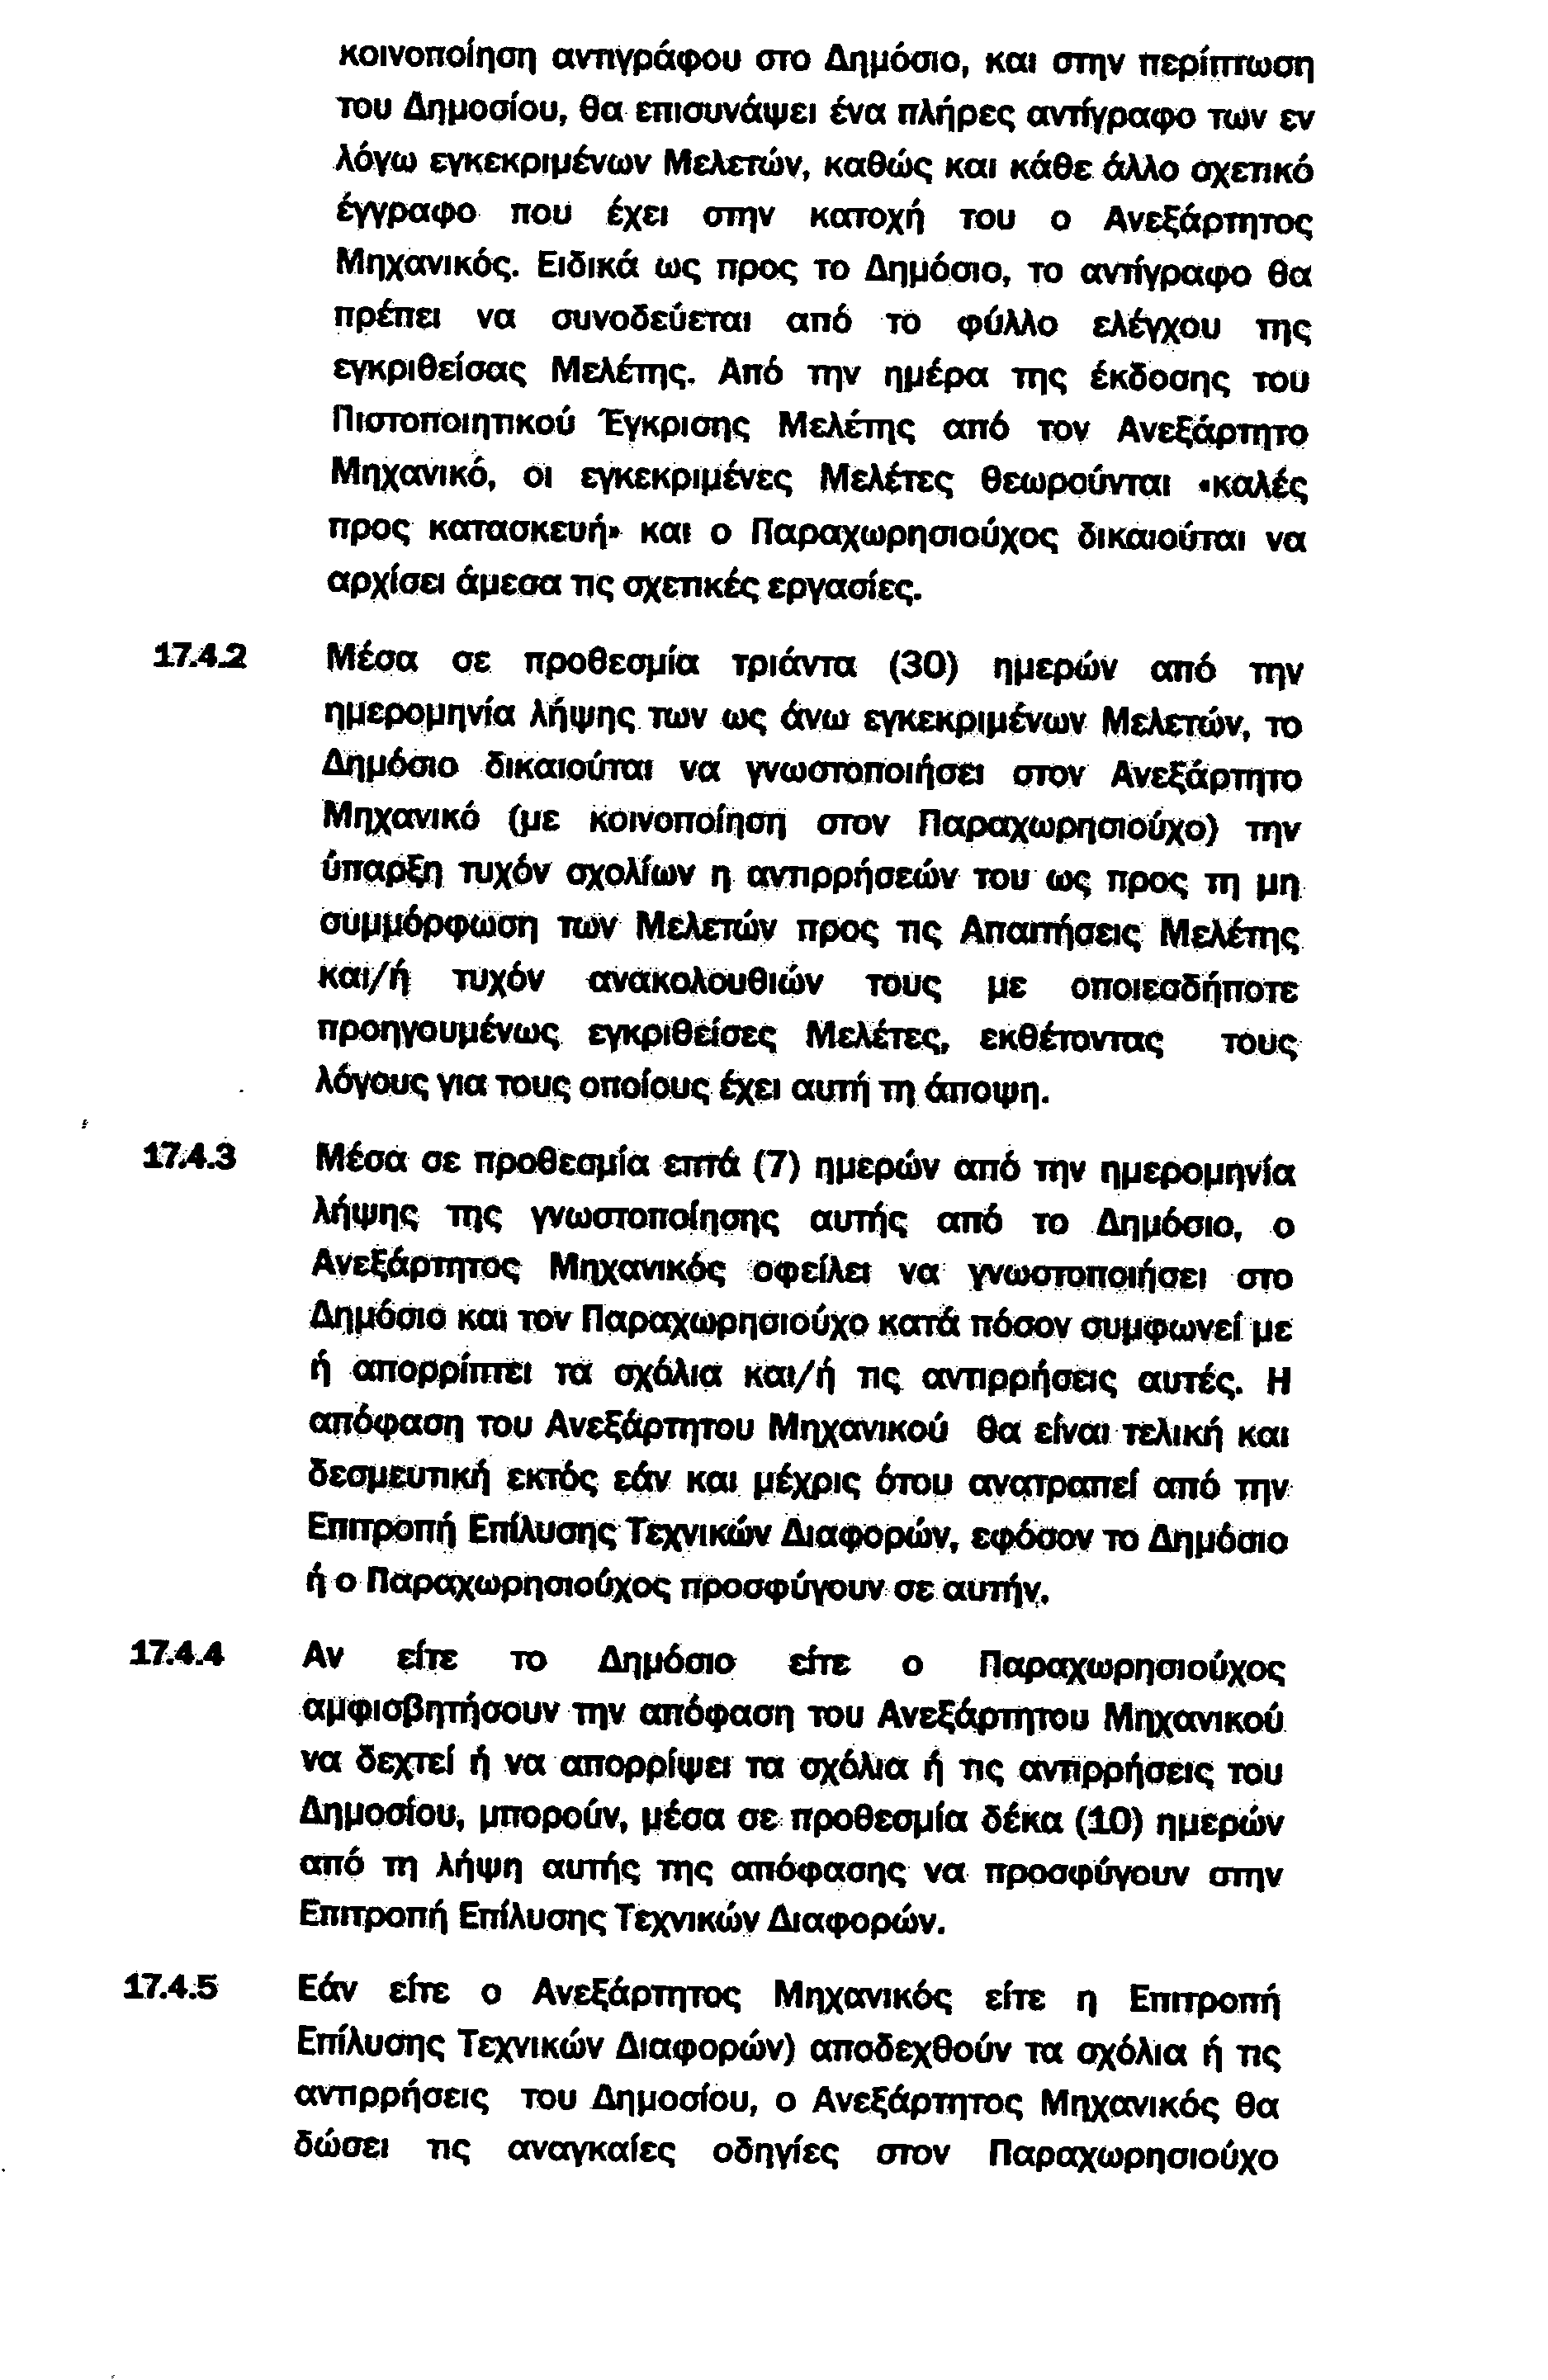 κοινοποίηση αντιγράφου στο Δημόσιο, και στην περίπτωση
του Δημοσίου, θα επισυνάψει ένα πλήρες αντίγραφο των εν
λόγω εγκεκριμένων Μελετών, καθώς και κάθε άλλο σχετικό
έγγραφο που έχει στην κατοχή του ο Ανεξάρτητος
Μηχανικός. Ειδικά ως προς το Δημόσιο, το αντίγραφο θα
πρέπει να συνοδεύεται από το φύλλο ελέγχου της
εγκριθείσας Μελέτης. Από την ημέρα της έκδοσης του
Πιστοποιητικού Έγκρισης Μελέτης από τον Ανεξάρτητο
Μηχανικό, οι εγκεκριμένες Μελέτες θεωρούνται «καλές
προς κατασκευή» και ο Παραχωρησιούχος δικαιούται να
αρχίσει άμεσα τις σχετικές εργασίες.
17.4.2 Μέσα σε προθεσμία τριάντα (30) ημερών από την
ημερομηνία λήψης των ως άνω εγκεκριμένων Μελετών, το
Δημόσιο δικαιούται να γνωστοποιήσει στον Ανεξάρτητο
Μηχανικό (με κοινοποίηση στον Παραχωρησιούχο) την
ύπαρξη τυχόν σχολίων η αντιρρήσεών του ως προς τη μη
συμμόρφωση των Μελετών προς τις Απαιτήσεις Μελέτης
και/ή τυχόν ανακολουθιών τους με οποιεσδήποτε
προηγουμένως εγκριθείσες Μελέτες, εκθέτοντας τους
λόγους για τους οποίους έχει αυτή τη άποψη.
17.4.3 Μέσα σε προθεσμία επτά (7) ημερών από την ημερομηνία
λήψης της γνωστοποίησης αυτής από το Δημόσιο, ο
Ανεξάρτητος Μηχανικός οφείλει να γνωστοποιήσει στο
Δημόσιο και τον Παραχωρησιούχο κατά πόσον συμφωνεί με
ή απορρίπτει τα σχόλια και/ή τις αντιρρήσεις αυτές. Η
απόφαση του Ανεξάρτητου Μηχανικού θα είναι τελική και
δεσμευτική εκτός εάν και μέχρις ότου ανατραπεί από την
Επιτροπή Επίλυσης Τεχνικών Διαφορών, εφόσον το Δημόσιο
ή ο Παραχωρησιούχος προσφύγουν σε αυτήν.
17.4.4 Αν είτε το Δημόσιο είτε ο Παραχωρησιούχος
αμφισβητήσουν την απόφαση του Ανεξάρτητου Μηχανικού
να δεχτεί ή να απορρίψει τα σχόλια ή τις αντιρρήσεις του
Δημοσίου, μπορούν, μέσα σε προθεσμία δέκα (10) ημερών
από τη λήψη αυτής της απόφασης να προσφύγουν στην
Επιτροπή Επίλυσης Τεχνικών Διαφορών.
17.4.5 Εάν είτε ο Ανεξάρτητος Μηχανικός είτε η Επιτροπή
Επίλυσης Τεχνικών Διαφορών) αποδεχθούν τα σχόλια ή τις
αντιρρήσεις του Δημοσίου, ο Ανεξάρτητος Μηχανικός θα
δώσει τις αναγκαίες οδηγίες στον Παραχωρησιούχο